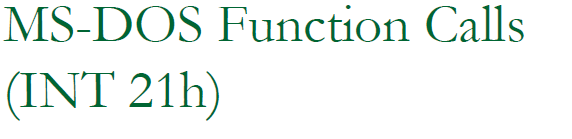 MS-DOS Function Calls
(INT 21h)